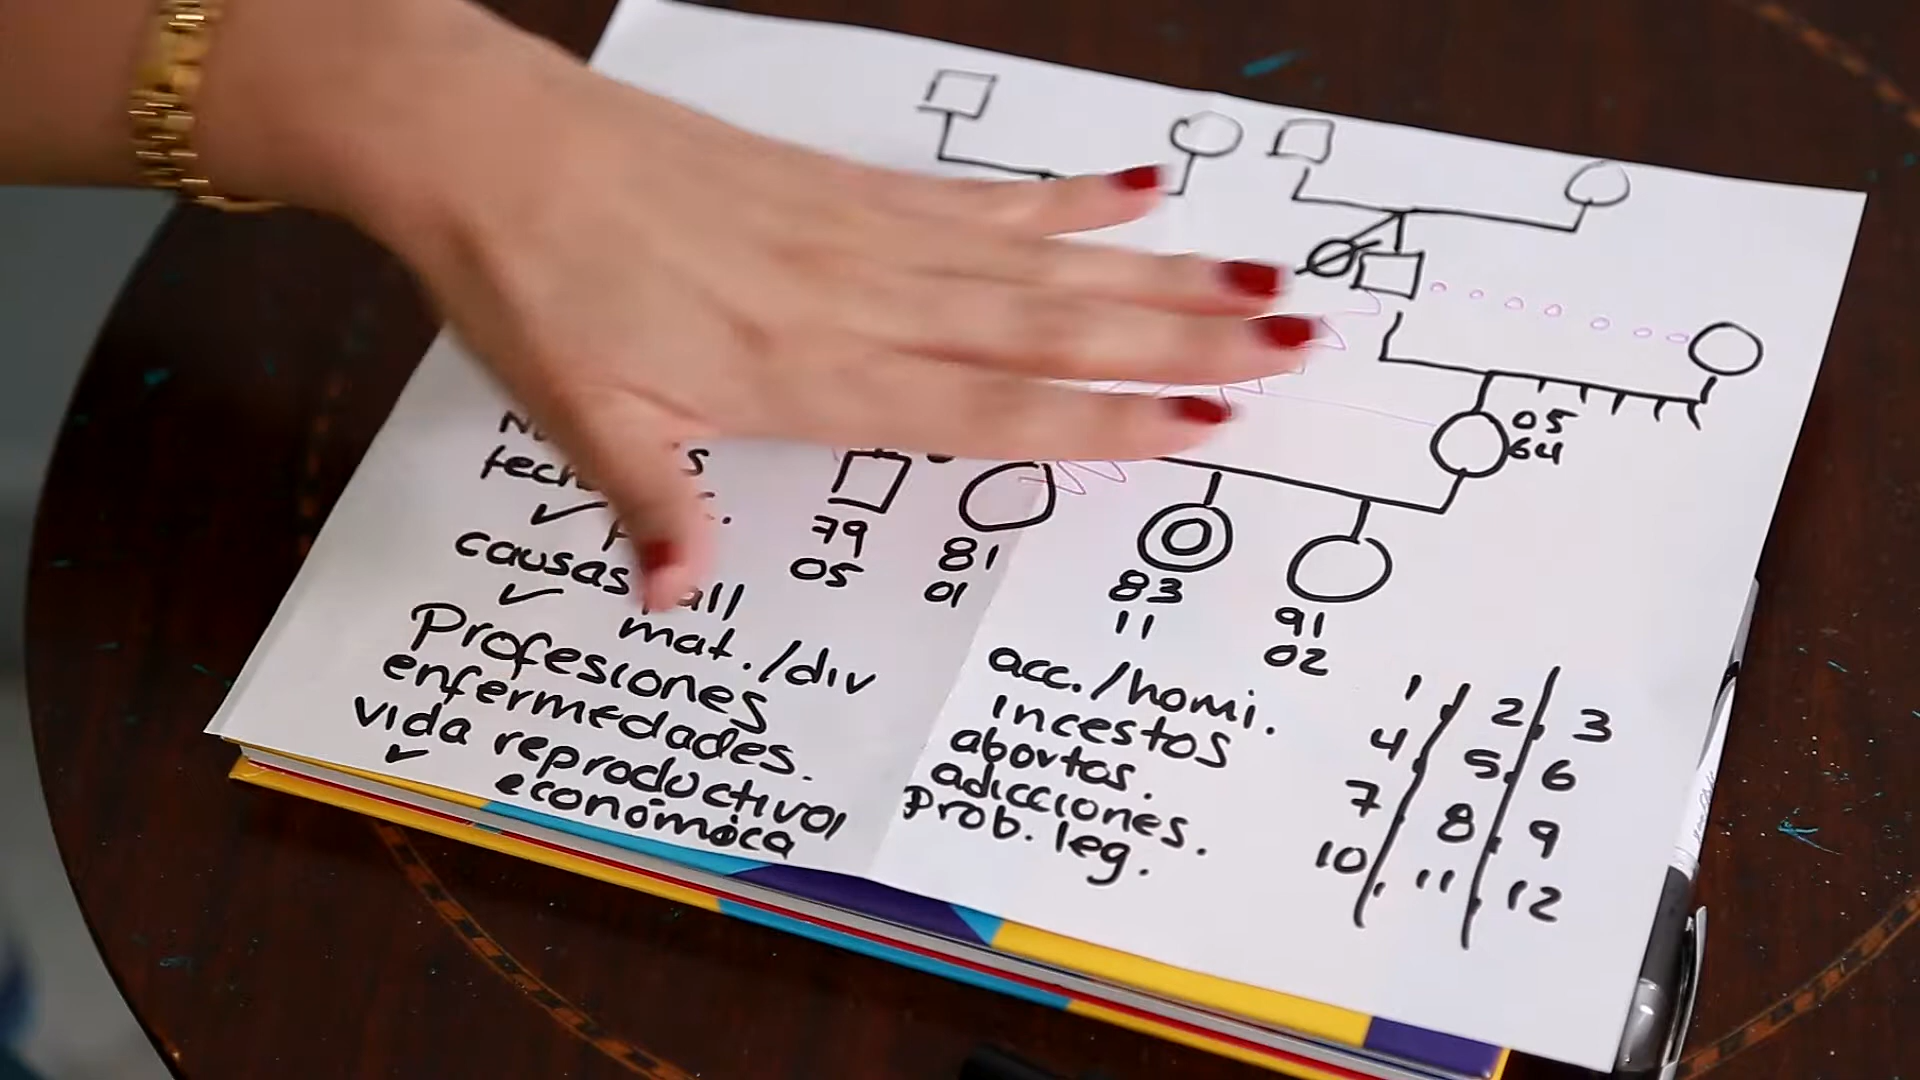 05
64
79
05
81
01
83
11
91
02
causas
mat./div
Profesiones
enfermedades.
vida reproductiva
económica
acc./homi.
incestos
abortos.
adicciones.
Prob. leg.
1 2 3
4 5 6
7 8 9
10 11 12